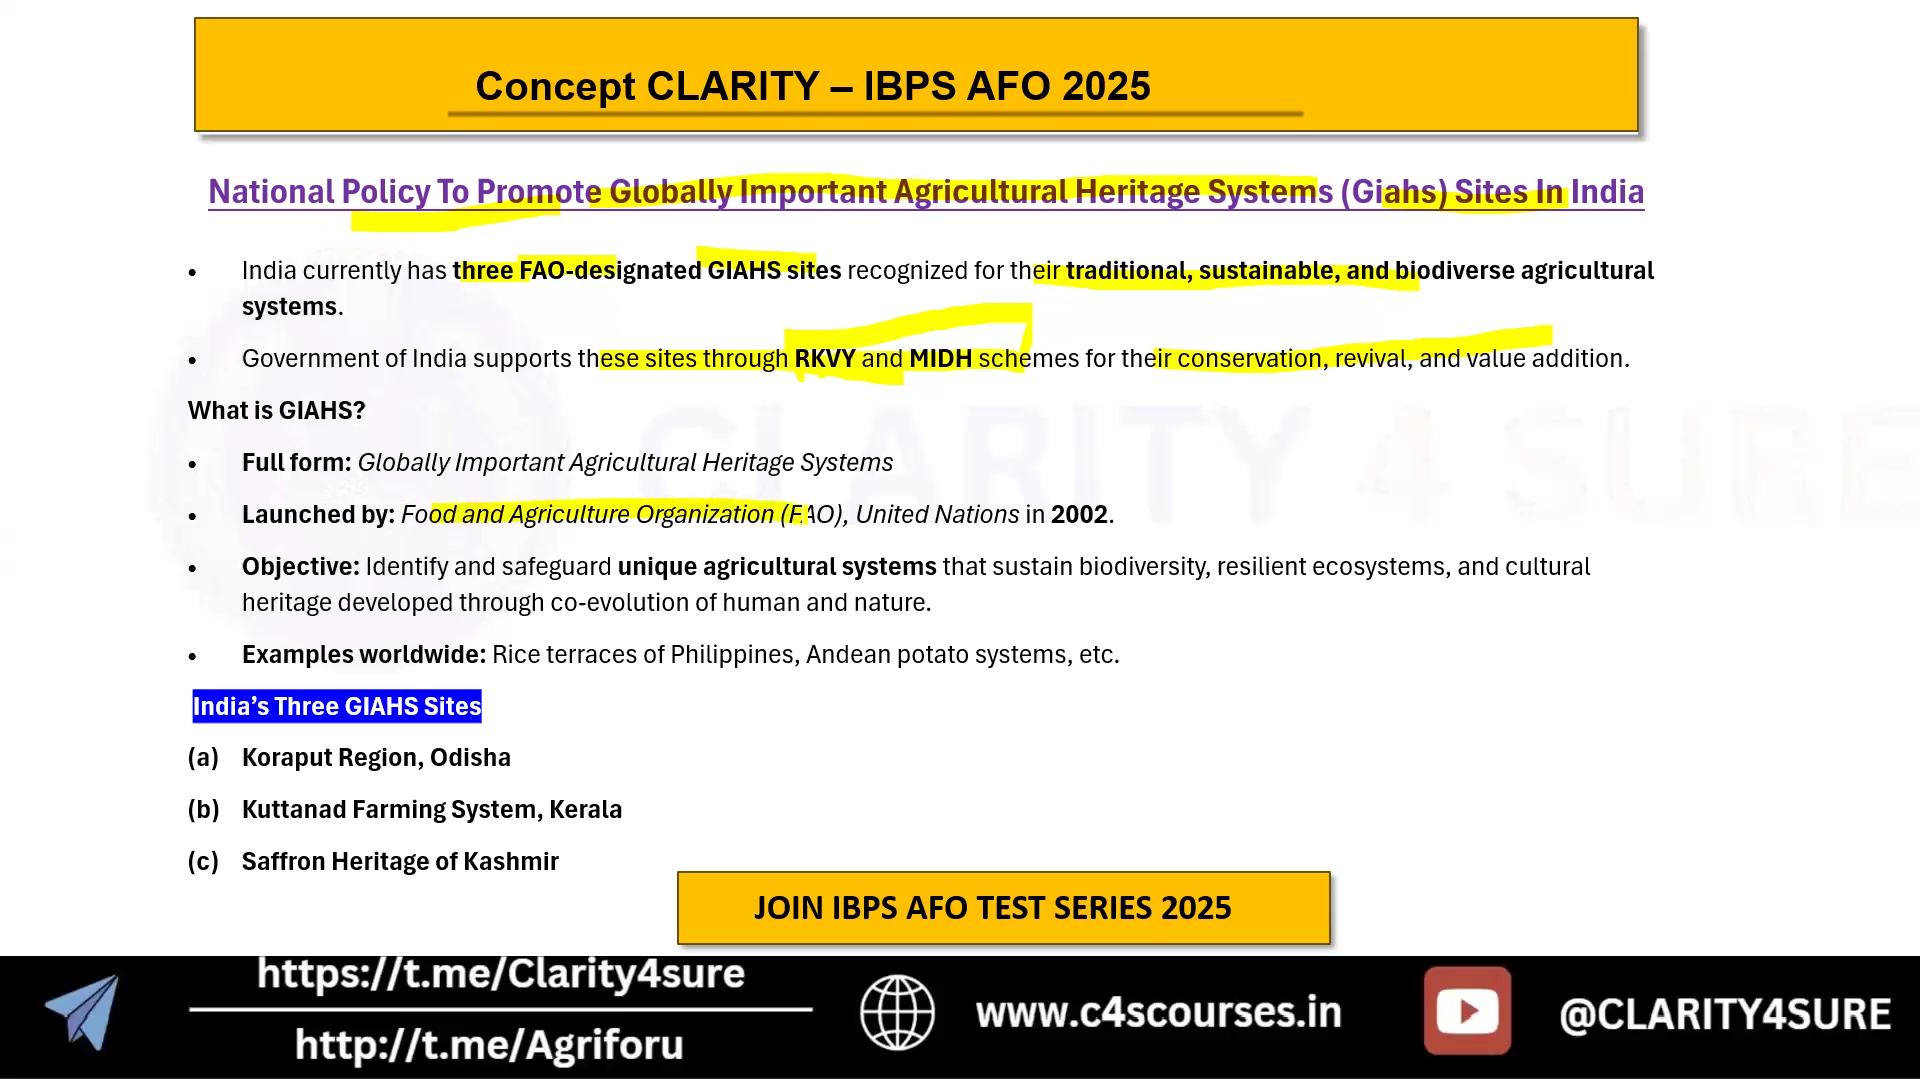 Concept CLARITY – IBPS AFO 2025
National Policy To Promote Globally Important Agricultural Heritage Systems (Giahs) Sites In India
• India currently has three FAO-designated GIAHS sites recognized for their traditional, sustainable, and biodiverse agricultural
systems.
• Government of India supports these sites through RKVY and MIDH schemes for their conservation, revival, and value addition.
What is GIAHS?
• Full form: Globally Important Agricultural Heritage Systems
• Launched by: Food and Agriculture Organization (FAO), United Nations in 2002.
• Objective: Identify and safeguard unique agricultural systems that sustain biodiversity, resilient ecosystems, and cultural
heritage developed through co-evolution of human and nature.
• Examples worldwide: Rice terraces of Philippines, Andean potato systems, etc.
India’s Three GIAHS Sites
(a) Koraput Region, Odisha
(b) Kuttanad Farming System, Kerala
(c) Saffron Heritage of Kashmir
CLARITY 4 SURE
JOIN IBPS AFO TEST SERIES 2025
https://t.me/Clarity4sure
http://t.me/Agriforu
www.c4scourses.in
@CLARITY4SURE